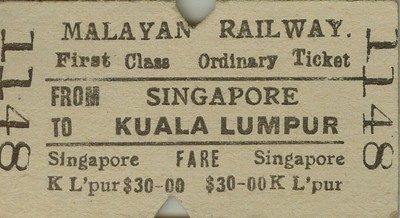 MALAYAN RAILWAY.
First Class Ordinary Ticket
FROM SINGAPORE
TO KUALA LUMPUR
Singapore FARE Singapore
K L'pur $30-00 $30-00 K L'pur
1148
1148